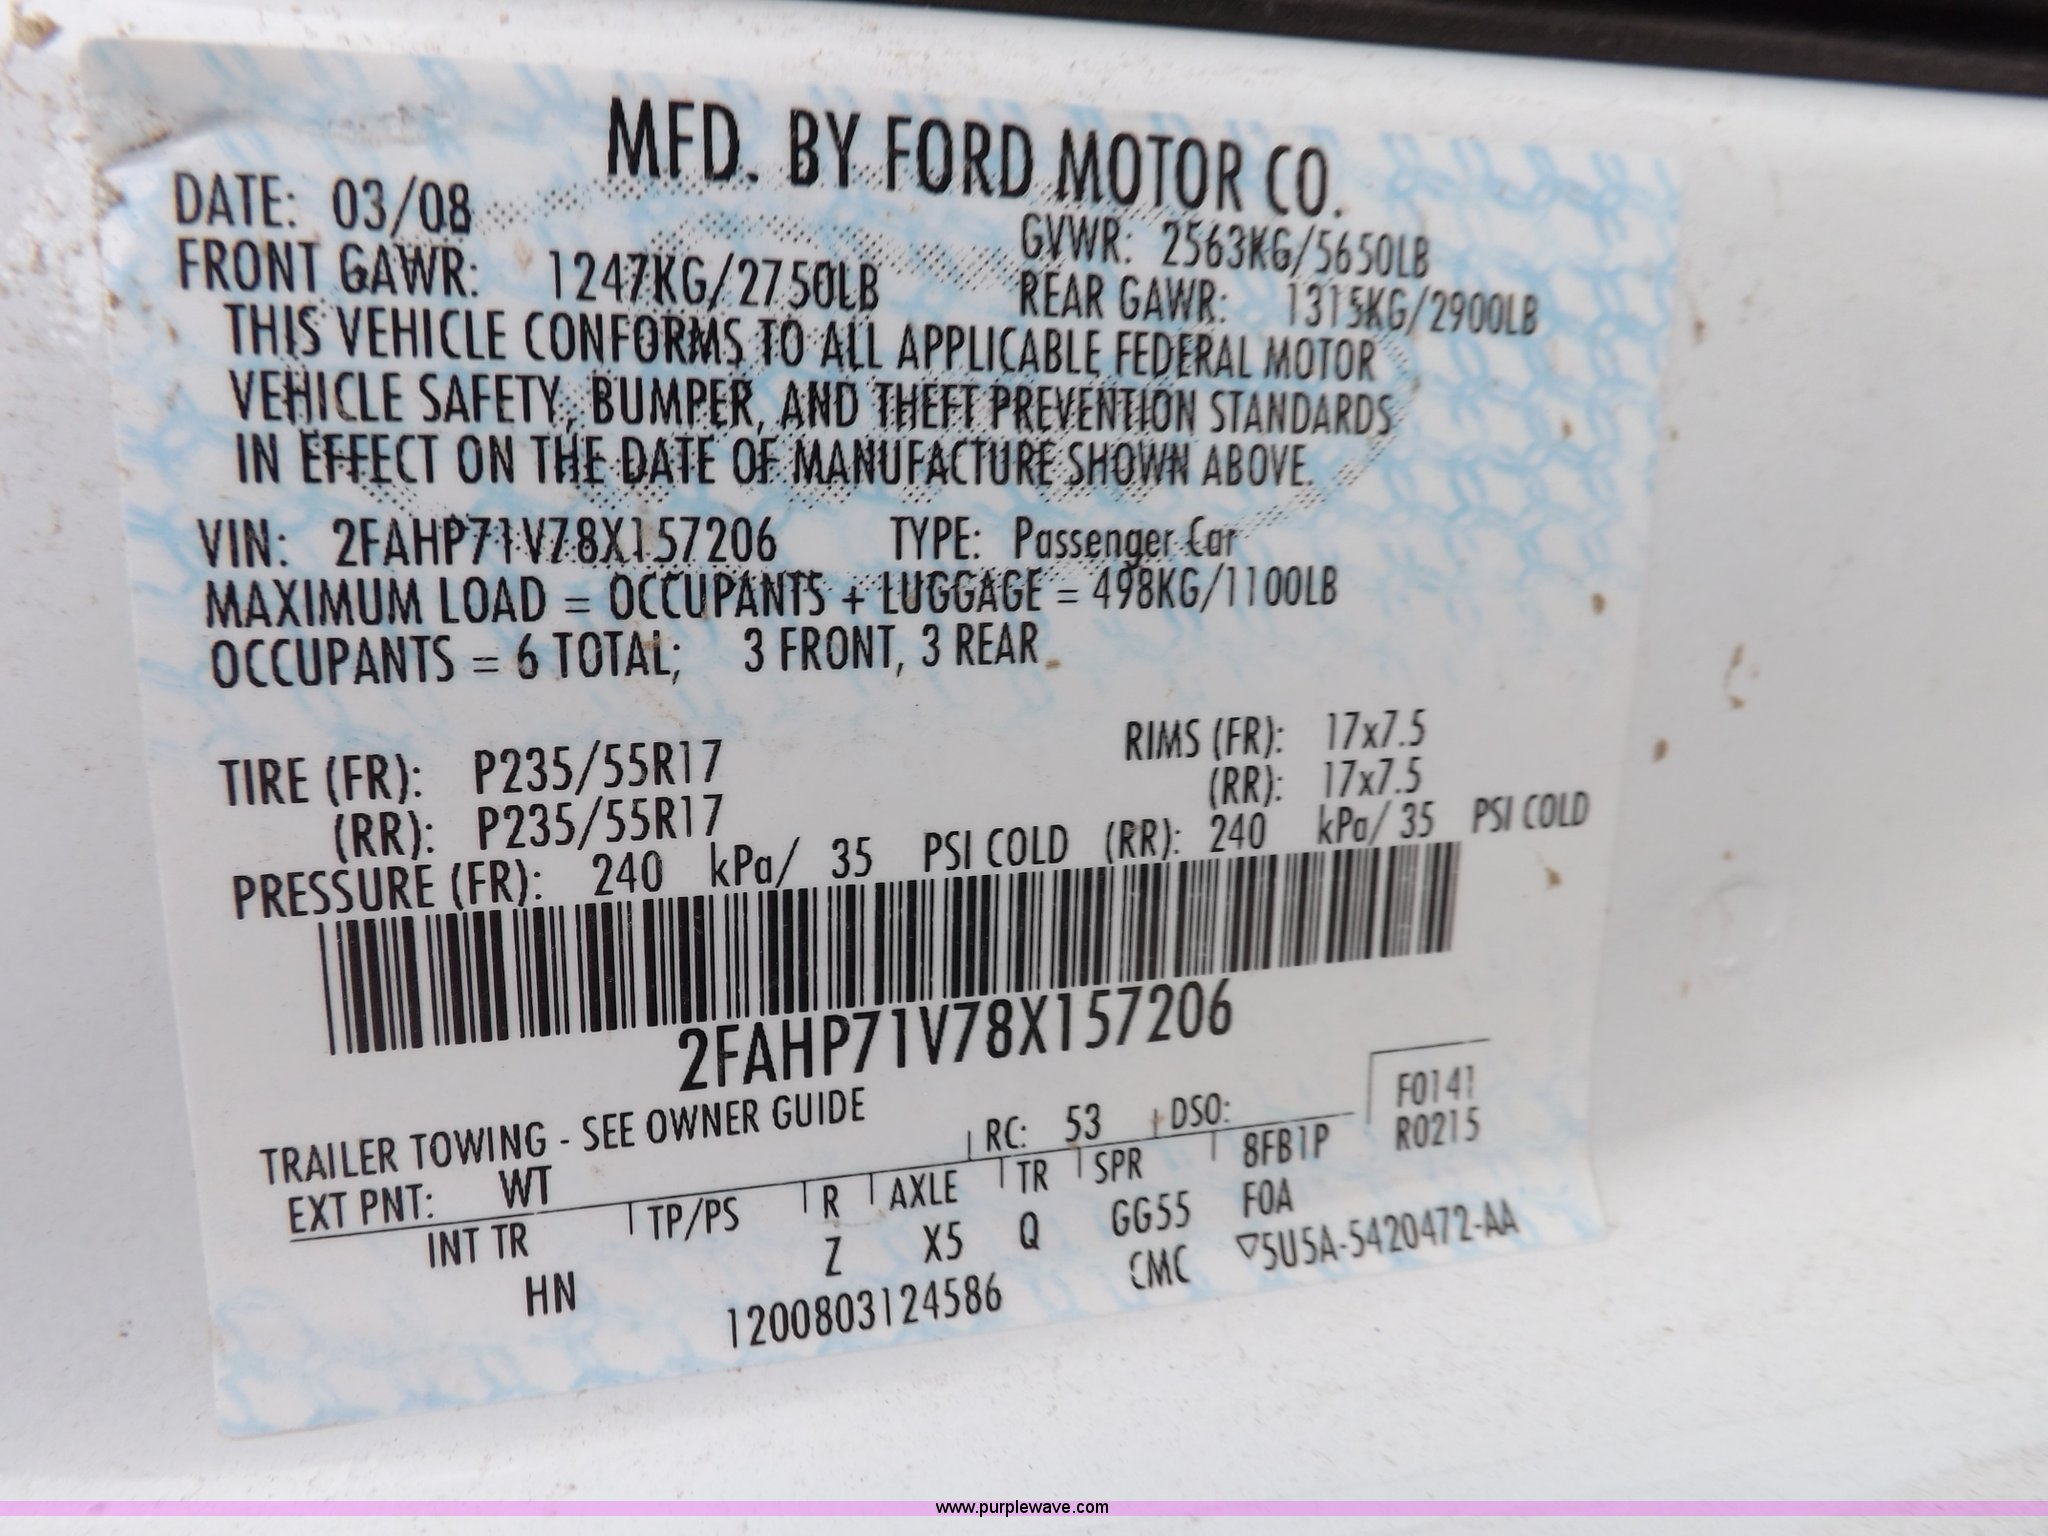 MFD. BY FORD MOTOR CO.
DATE: 03/08 GVWR: 2563KG/5650LB
FRONT GAWR: 1247KG/2750LB REAR GAWR: 1315KG/2900LB
THIS VEHICLE CONFORMS TO ALL APPLICABLE FEDERAL MOTOR
VEHICLE SAFETY, BUMPER, AND THEFT PREVENTION STANDARDS
IN EFFECT ON THE DATE OF MANUFACTURE SHOWN ABOVE.
VIN: 2FAHP71V78X157206 TYPE: Passenger Car
MAXIMUM LOAD = OCCUPANTS + LUGGAGE = 498KG/1100LB
OCCUPANTS = 6 TOTAL; 3 FRONT, 3 REAR
TIRE (FR): P235/55R17 RIMS (FR): 17x7.5
(RR): P235/55R17 (RR): 17x7.5
PRESSURE (FR): 240 kPa/ 35 PSI COLD (RR): 240 kPa/ 35 PSI COLD
2FAHP71V78X157206
TRAILER TOWING - SEE OWNER GUIDE F0141
EXT PNT: WT RC: 53 DSO: R0215
INT TR TP/PS R AXLE TR SPR 8FB1P
HN Z X5 Q GG55 FOA
1200803124586 CMC ▽5U5A-5420472-AA
www.purplewave.com